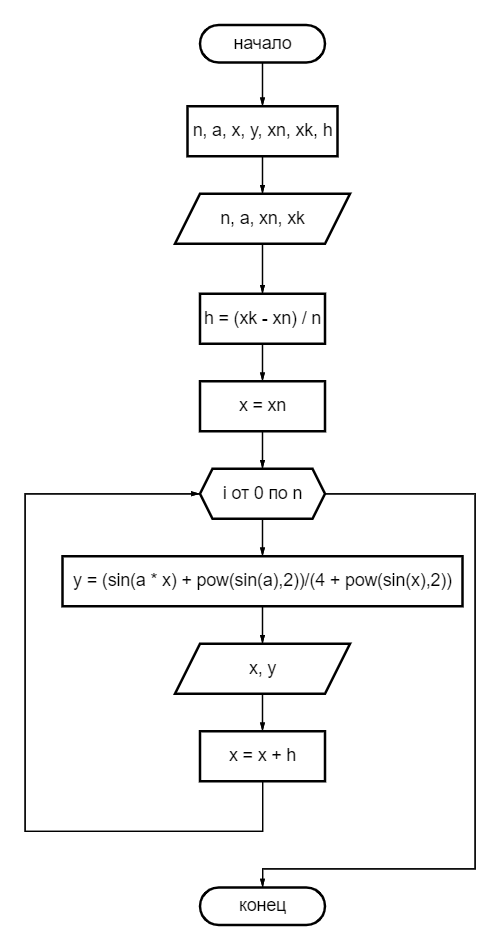 начало
n, a, x, y, xn, xk, h
n, a, xn, xk
h = (xk - xn) / n
x = xn
i от 0 по n
y = (sin(a * x) + pow(sin(a),2))/(4 + pow(sin(x),2))
x, y
x = x + h
конец